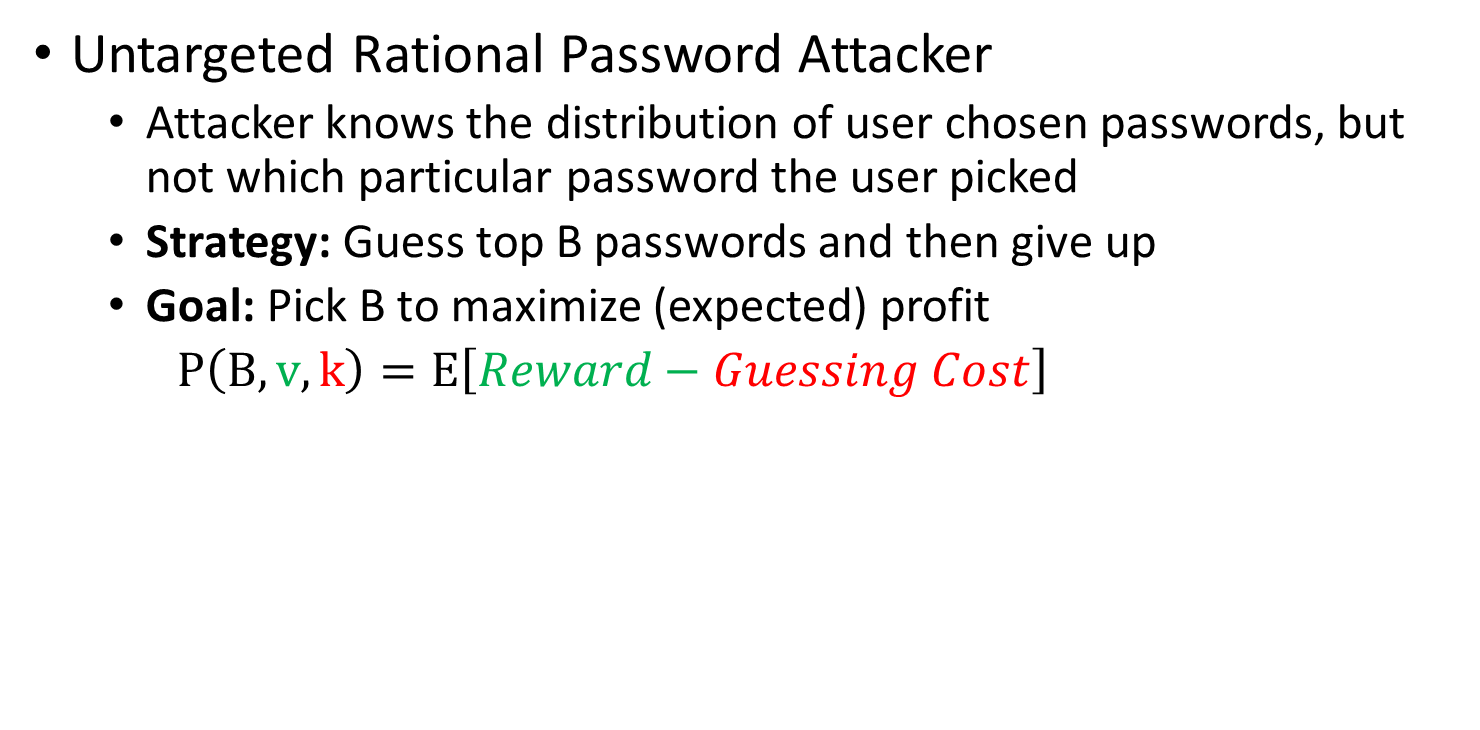 • Untargeted Rational Password Attacker
• Attacker knows the distribution of user chosen passwords, but
not which particular password the user picked
• Strategy: Guess top B passwords and then give up
• Goal: Pick B to maximize (expected) profit
P(B, v, k) = E[Reward − Guessing Cost]